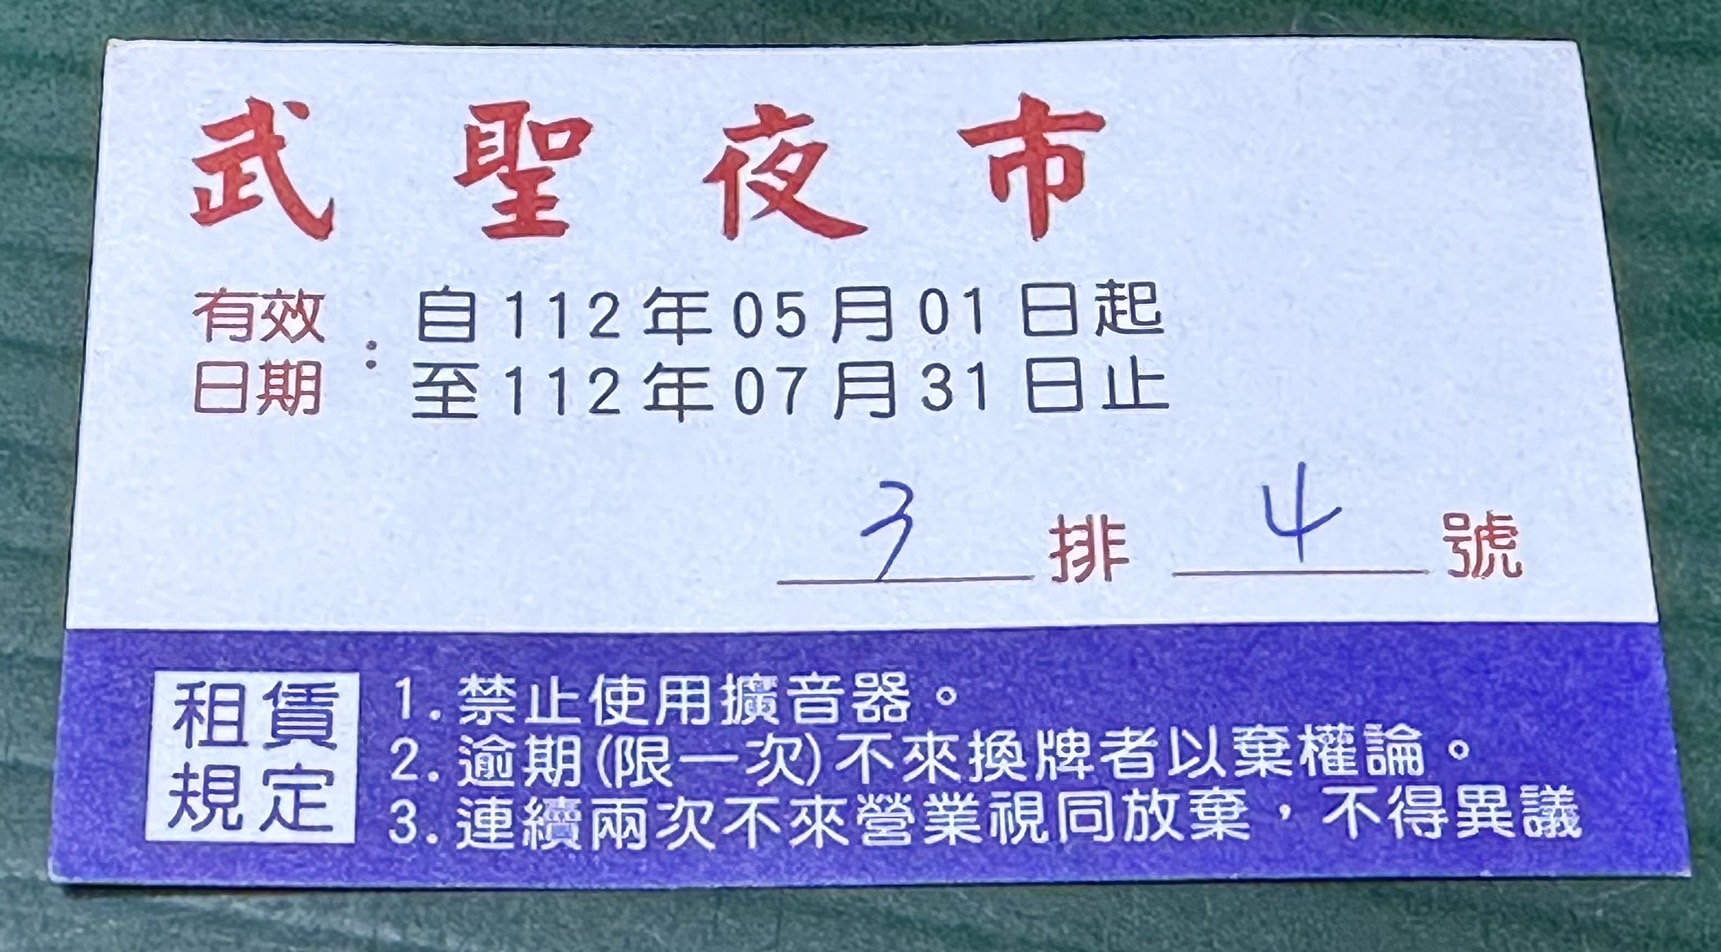 武聖夜市
有效日期：自112年05月01日起
至112年07月31日止
3排4號
租賃規定
1.禁止使用擴音器。
2.逾期(限一次)不來換牌者以棄權論。
3.連續兩次不來營業視同放棄，不得異議